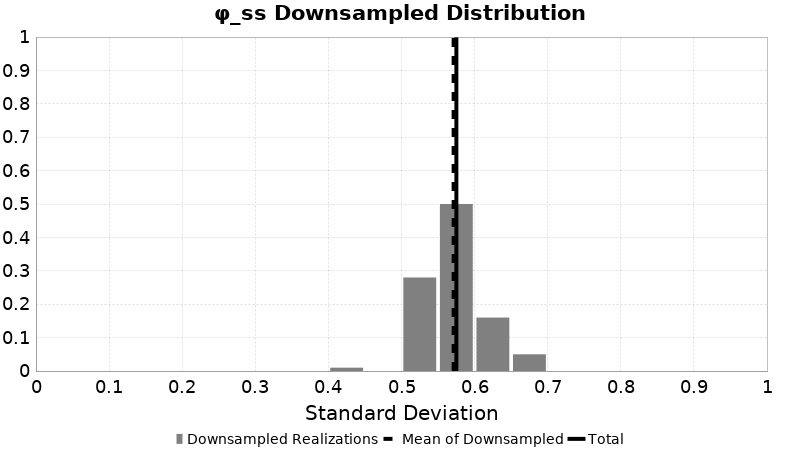 φ_ss Downsampled Distribution
1
0.9
0.8
0.7
0.6
0.5
0.4
0.3
0.2
0.1
0
0 0.1 0.2 0.3 0.4 0.5 0.6 0.7 0.8 0.9 1
Standard Deviation
Downsampled Realizations Mean of Downsampled Total